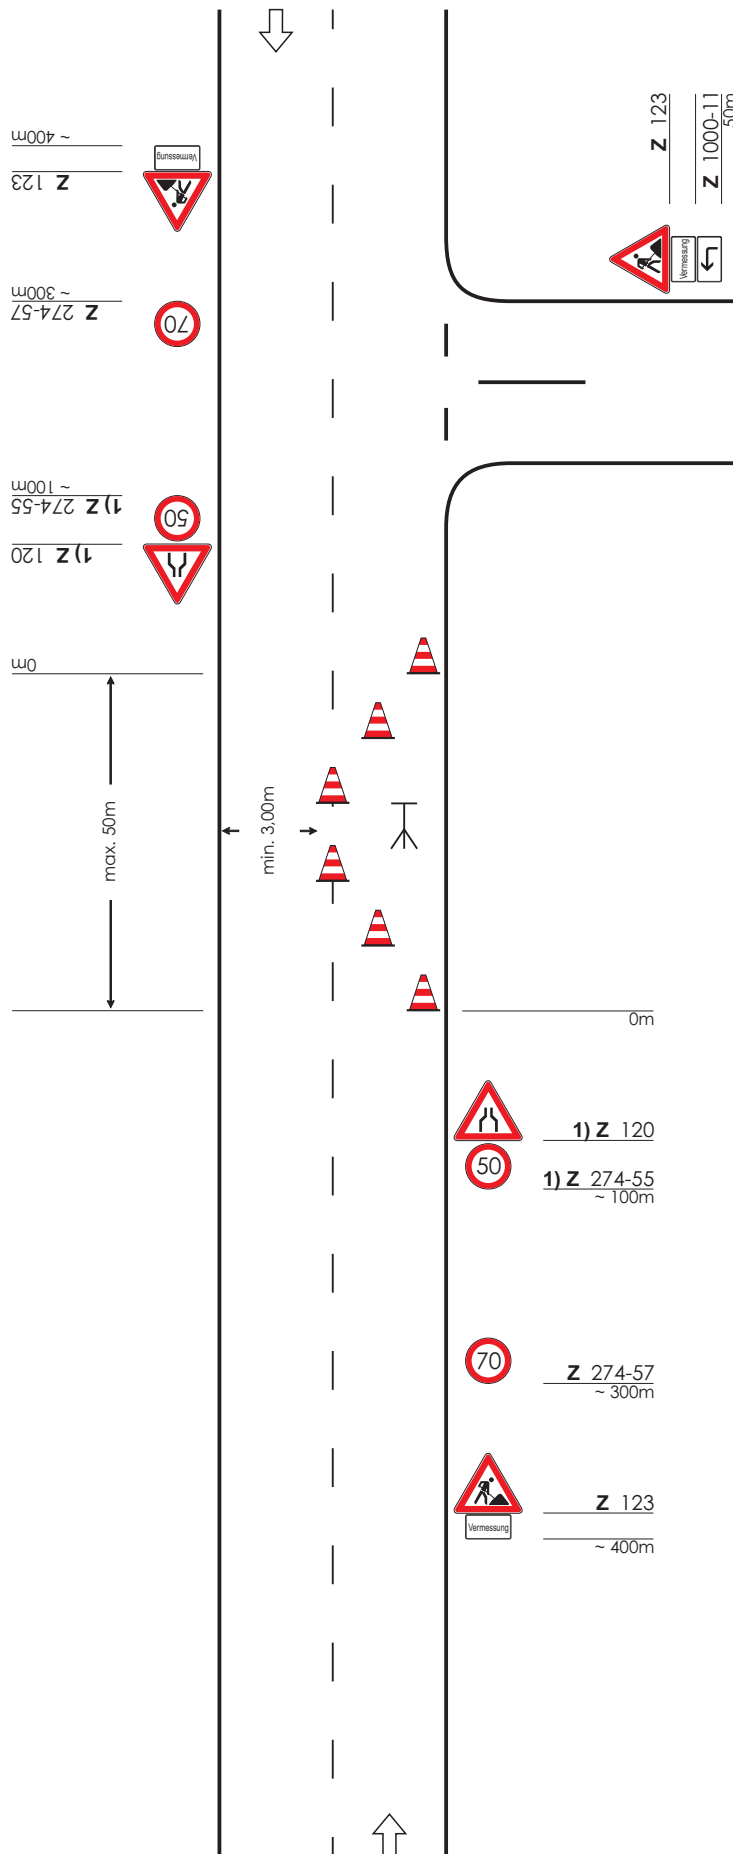 ~ 400m
Vermessung
Z 123
~ 300m
Z 274-57
70
~ 100m
1) Z 274-55
50
1) Z 120
0m
max. 50m
min. 3,00m
Z 123
Z 1000-11
50m
Vermessung
0m
1) Z 120
50
1) Z 274-55
~ 100m
70
Z 274-57
~ 300m
Z 123
Vermessung
~ 400m